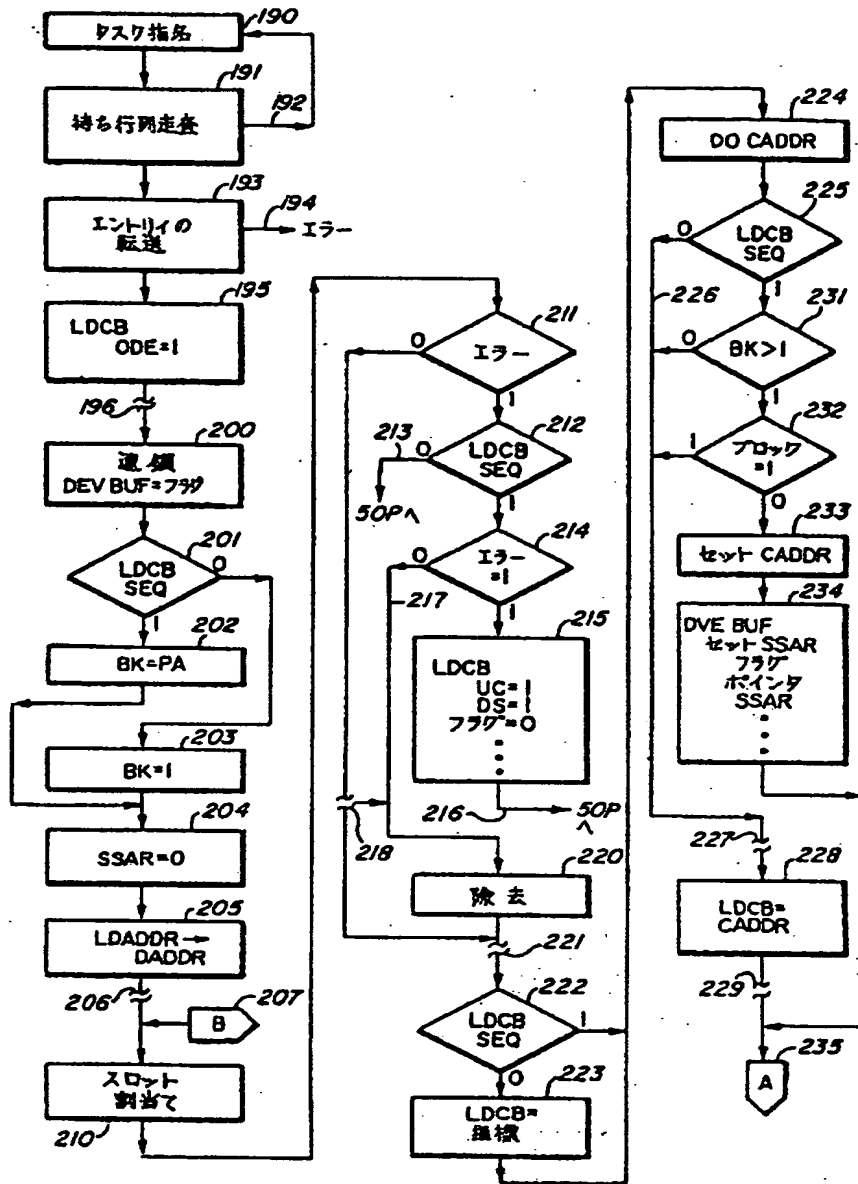 190
タスク指名
191
192
待ち行列走査
193
194
エントリィの
転送
エラー
195
LDCB
ODE=1
196
200
連鎖
DEV BUF=フラグ
201
LDCB
SEQ
0
1
202
BK=PA
203
BK=1
204
SSAR=0
205
LDADDR→
DADDR
206
207
B
スロット
割当て
210
211
エラー
0
1
212
213
LDCB
SEQ
0
50Pへ
1
214
エラー
=1
0
217
1
215
LDCB
UC=1
DS=1
フラグ=0
216
50P
へ
218
220
除去
221
222
LDCB
SEQ
1
0
223
LDCB=
224
DO CADDR
225
LDCB
SEQ
0
226
1
231
BK>1
0
1
232
ブロック
=1
1
0
233
セット CADDR
234
DVE BUF
セット SSAR
フラグ
ポインタ
SSAR
227
228
LDCB=
CADDR
229
235
A